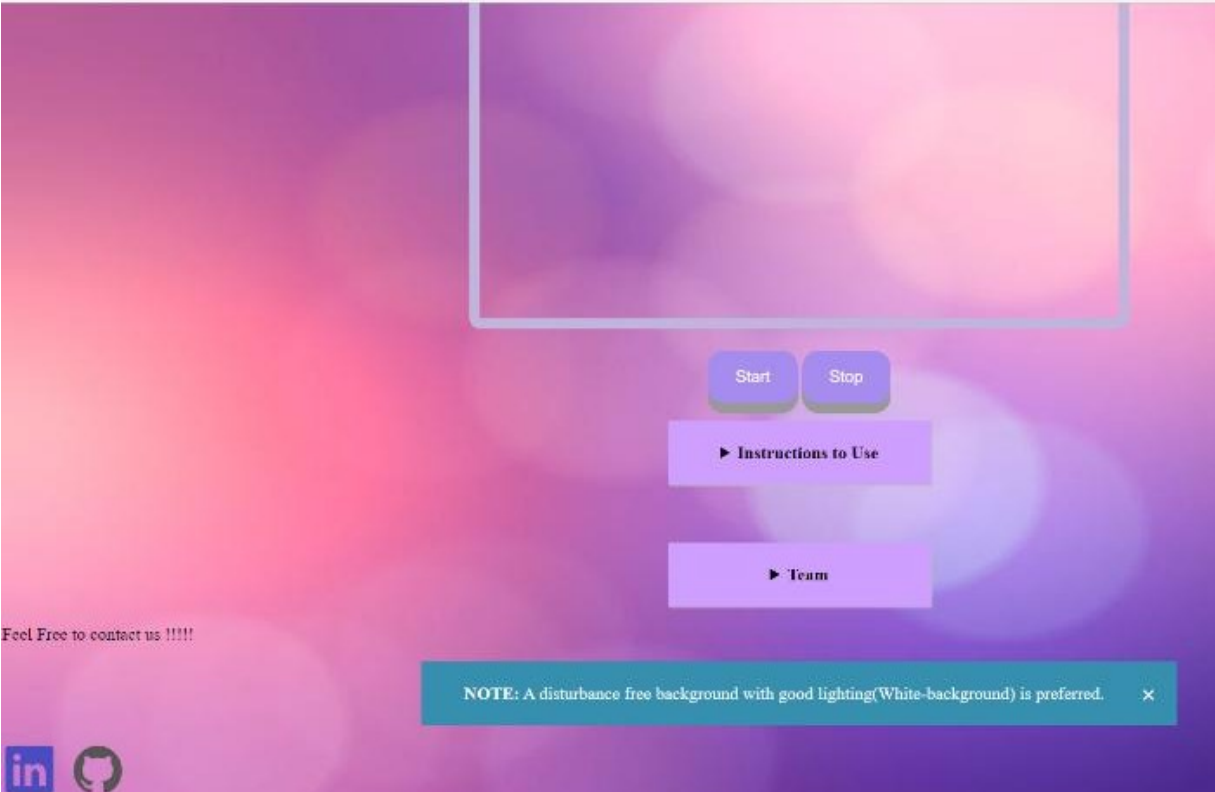 Start Stop
▶ Instructions to Use
▶ Team
Feel Free to contact us !!!!!
NOTE: A disturbance free background with good lighting(White-background) is preferred. ×
in